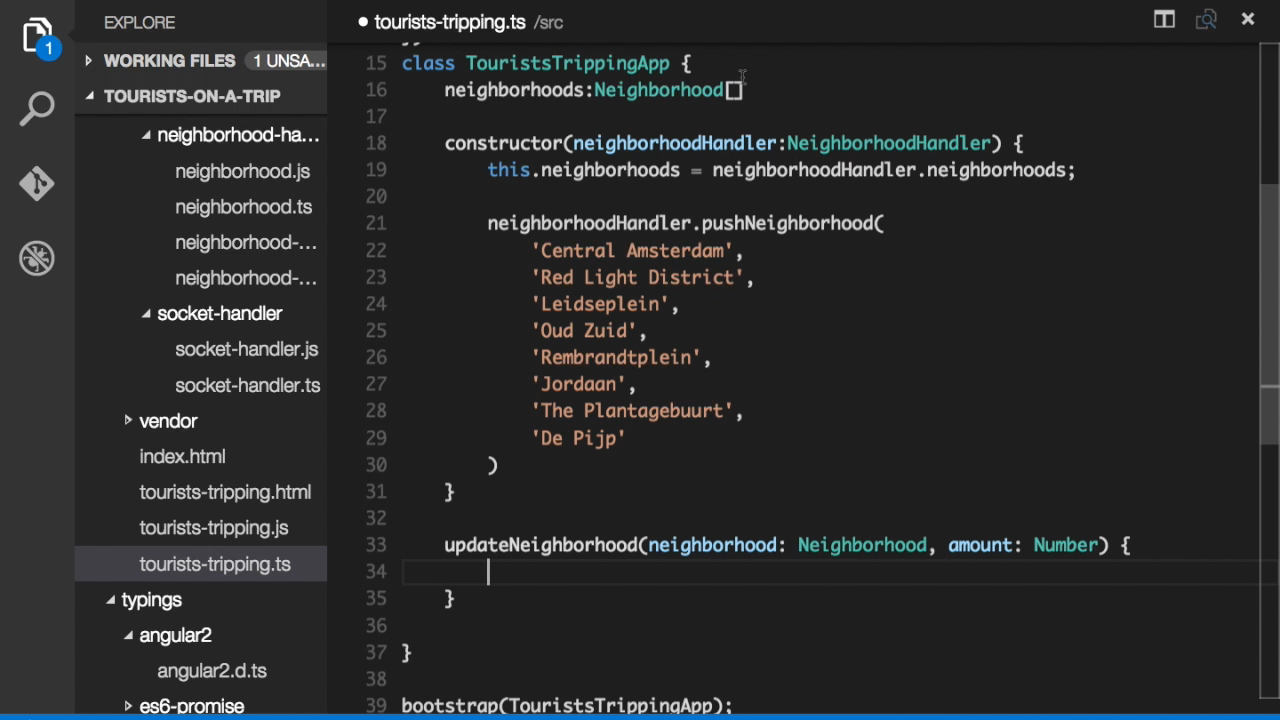 EXPLORE
WORKING FILES 1 UNSA...
TOURISTS-ON-A-TRIP
neighborhood-ha...
neighborhood.js
neighborhood.ts
neighborhood-...
neighborhood-...
socket-handler
socket-handler.js
socket-handler.ts
vendor
index.html
tourists-tripping.html
tourists-tripping.js
tourists-tripping.ts
typings
angular2
angular2.d.ts
es6-promise
1
tourists-tripping.ts /src
15 class TouristsTrippingApp {
16 neighborhoods:Neighborhood[]
17
18 constructor(neighborhoodHandler:NeighborhoodHandler) {
19 this.neighborhoods = neighborhoodHandler.neighborhoods;
20
21 neighborhoodHandler.pushNeighborhood(
22 'Central Amsterdam',
23 'Red Light District',
24 'Leidseplein',
25 'Oud Zuid',
26 'Rembrandtplein',
27 'Jordaan',
28 'The Plantagebuurt',
29 'De Pijp'
30 )
31 }
32
33 updateNeighborhood(neighborhood: Neighborhood, amount: Number) {
34
35 }
36
37 }
38
39 bootstrap(TouristsTrippingApp);